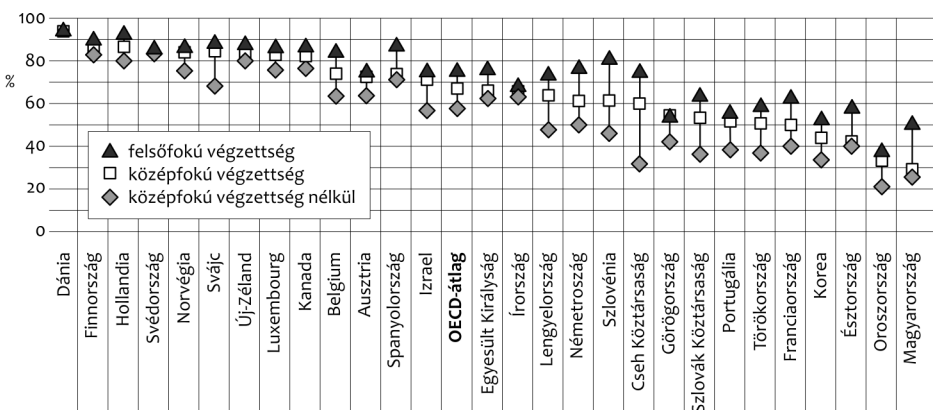 100
80
60
40
20
0
%
felsőfokú végzettség
középfokú végzettség
középfokú végzettség nélkül
Dánia
Finnország
Hollandia
Svédország
Norvégia
Svájc
Új-Zéland
Luxembourg
Kanada
Belgium
Ausztria
Spanyolország
Izrael
OECD-átlag
Egyesült Királyság
Írország
Lengyelország
Németroszág
Szlovénia
Cseh Köztársaság
Görögország
Szlovák Köztársaság
Portugália
Törökország
Franciaország
Korea
Észtország
Oroszország
Magyarország